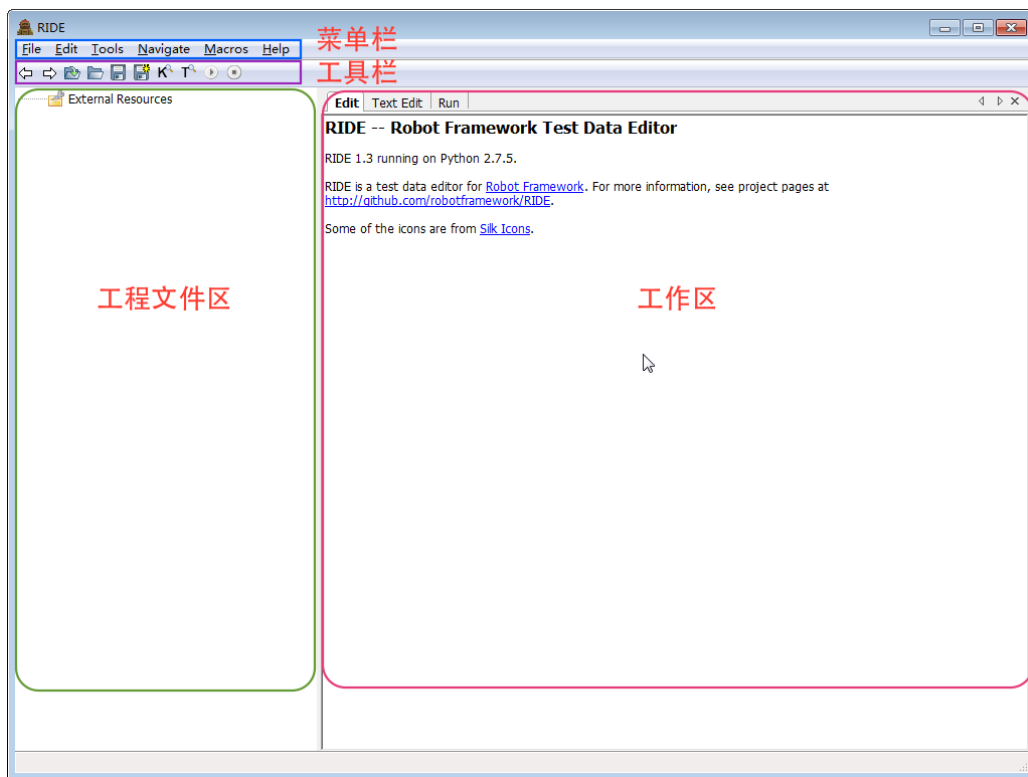 RIDE
File Edit Tools Navigate Macros Help
菜单栏
K T
工具栏
External Resources
Edit Text Edit Run
RIDE -- Robot Framework Test Data Editor
RIDE 1.3 running on Python 2.7.5.
RIDE is a test data editor for Robot Framework. For more information, see project pages at
http://github.com/robotframework/RIDE.
Some of the icons are from Silk Icons.
工程文件区
工作区